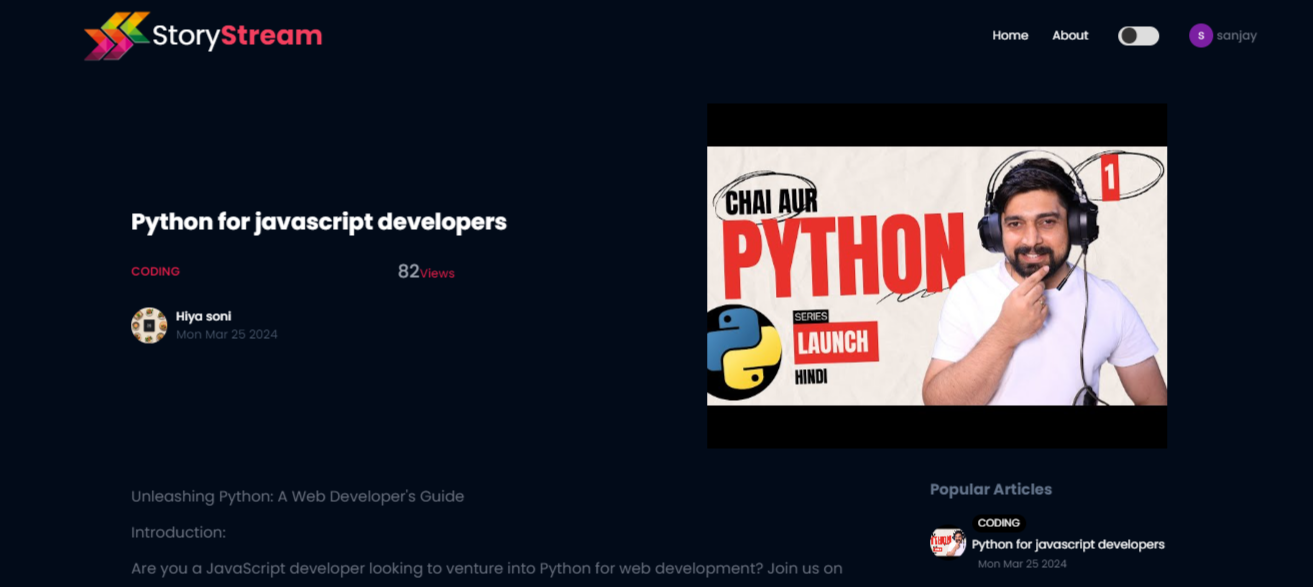 StoryStream
Home
About
S
sanjay
Python for javascript developers
CODING
82Views
Hiya soni
Mon Mar 25 2024
CHAI AUR
PYTHON
1
SERIES
LAUNCH
HINDI
Unleashing Python: A Web Developer's Guide
Introduction:
Are you a JavaScript developer looking to venture into Python for web development? Join us on
Popular Articles
CODING
Python for javascript developers
Mon Mar 25 2024